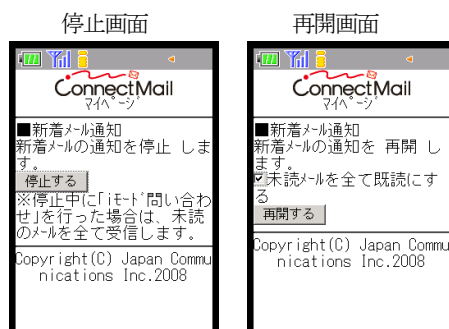 停止画面
ConnectMail
マイページ
■新着メール通知
新着メールの通知を停止 しま
す。
停止する
※停止中に「iモード問い合わ
せ」を行った場合は、未読
のメールを全て受信します。
Copyright(C) Japan Commu
nications Inc.2008
再開画面
ConnectMail
マイページ
■新着メール通知
新着メールの通知を 再開 し
ます。
未読メールを全て既読にす
る
再開する
Copyright(C) Japan Commu
nications Inc.2008